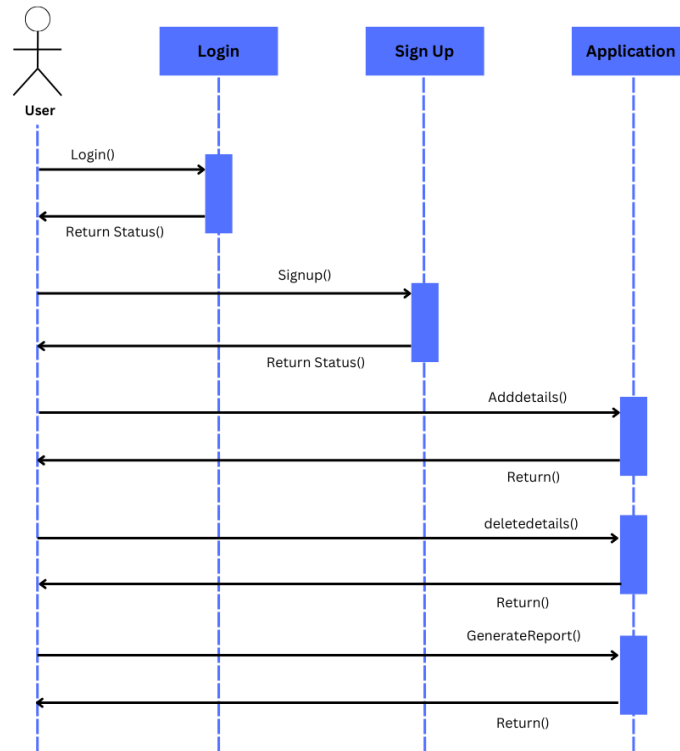 Login
Sign Up
Application
User
Login()
Return Status()
Signup()
Return Status()
Adddetails()
Return()
deletedetails()
Return()
GenerateReport()
Return()